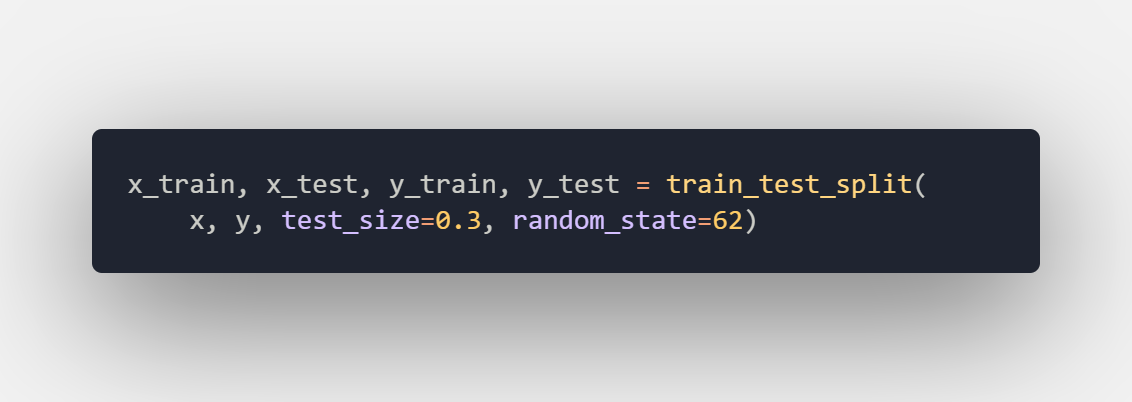 x_train, x_test, y_train, y_test = train_test_split(
    x, y, test_size=0.3, random_state=62)